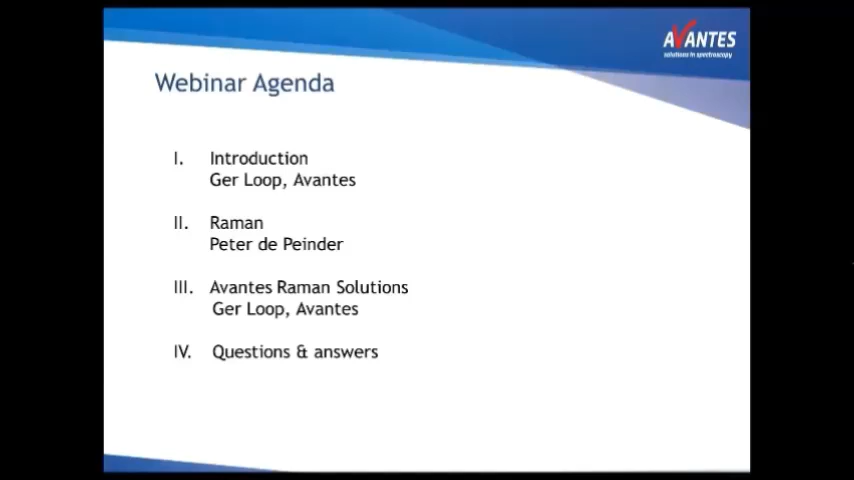 AVANTES
solutions in spectroscopy
Webinar Agenda
I. Introduction
Ger Loop, Avantes
II. Raman
Peter de Peinder
III. Avantes Raman Solutions
Ger Loop, Avantes
IV. Questions & answers